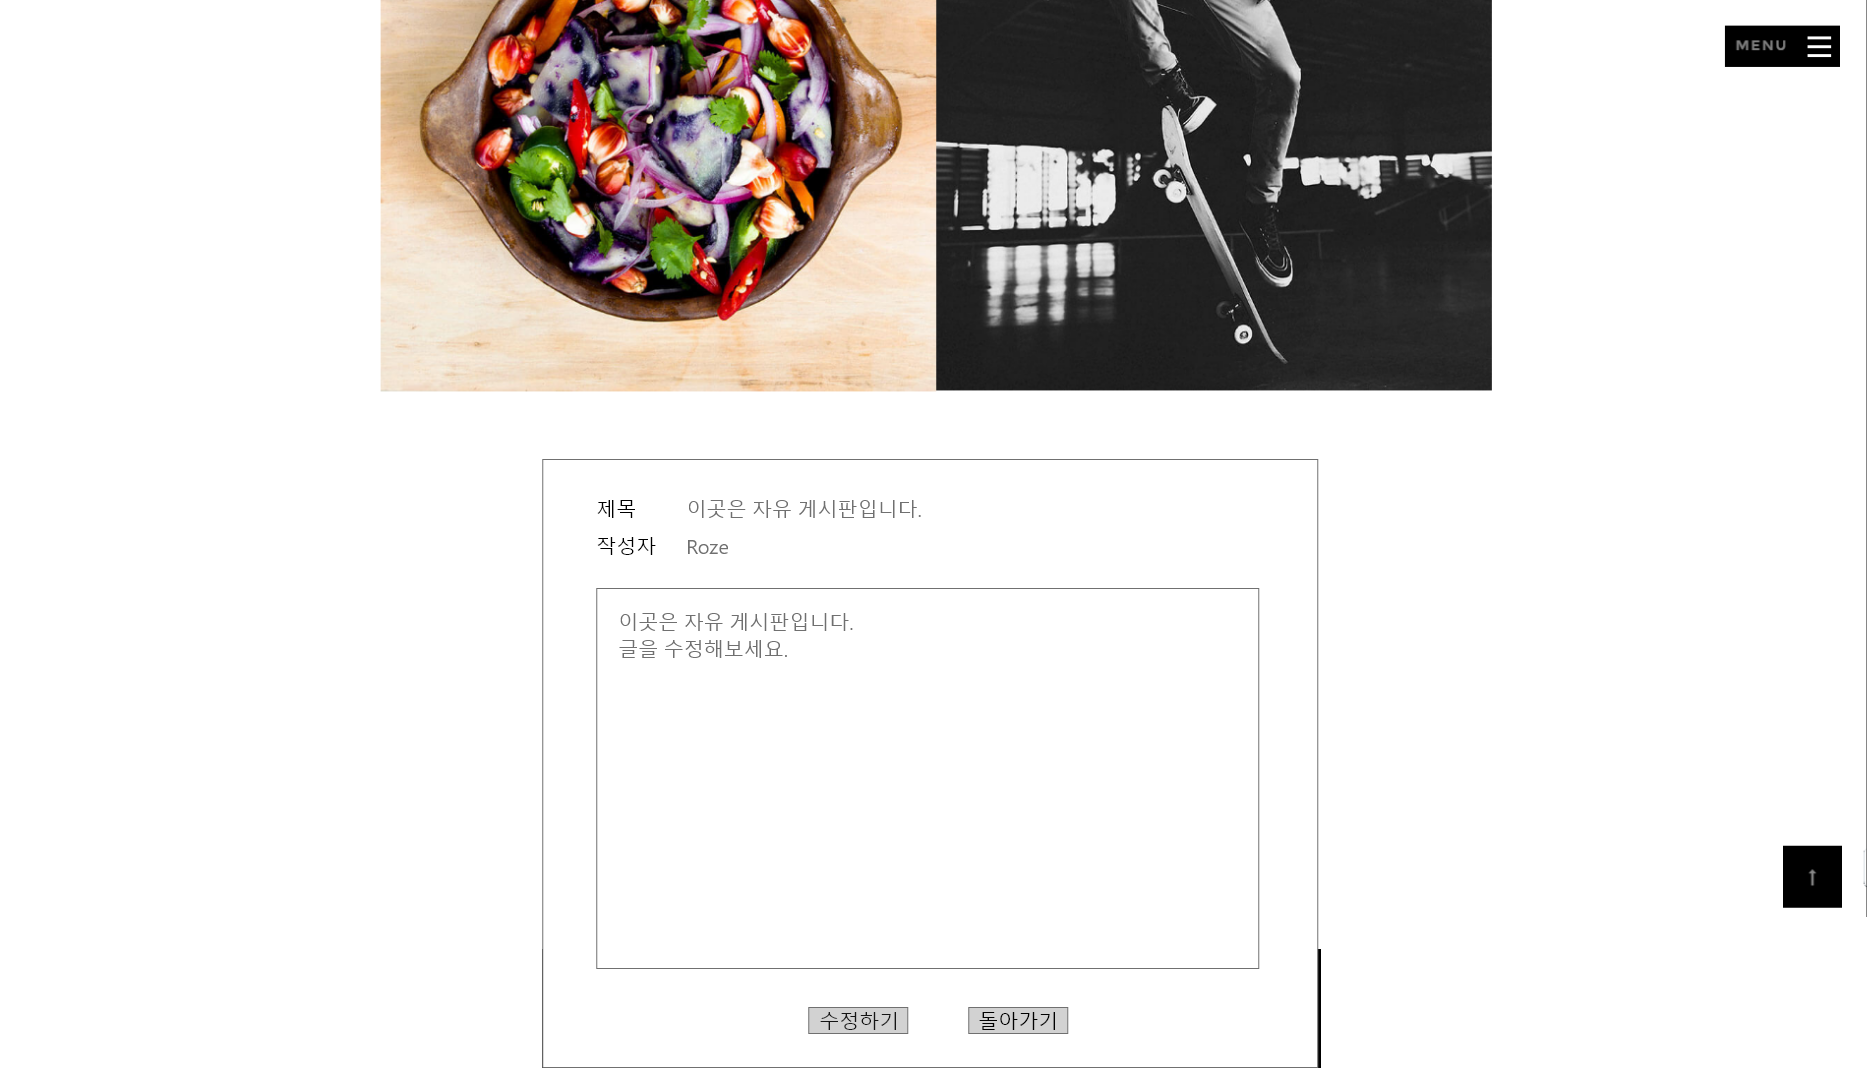 MENU
제목 이곳은 자유 게시판입니다.
작성자 Roze
이곳은 자유 게시판입니다.
글을 수정해보세요.
↑
수정하기 돌아가기